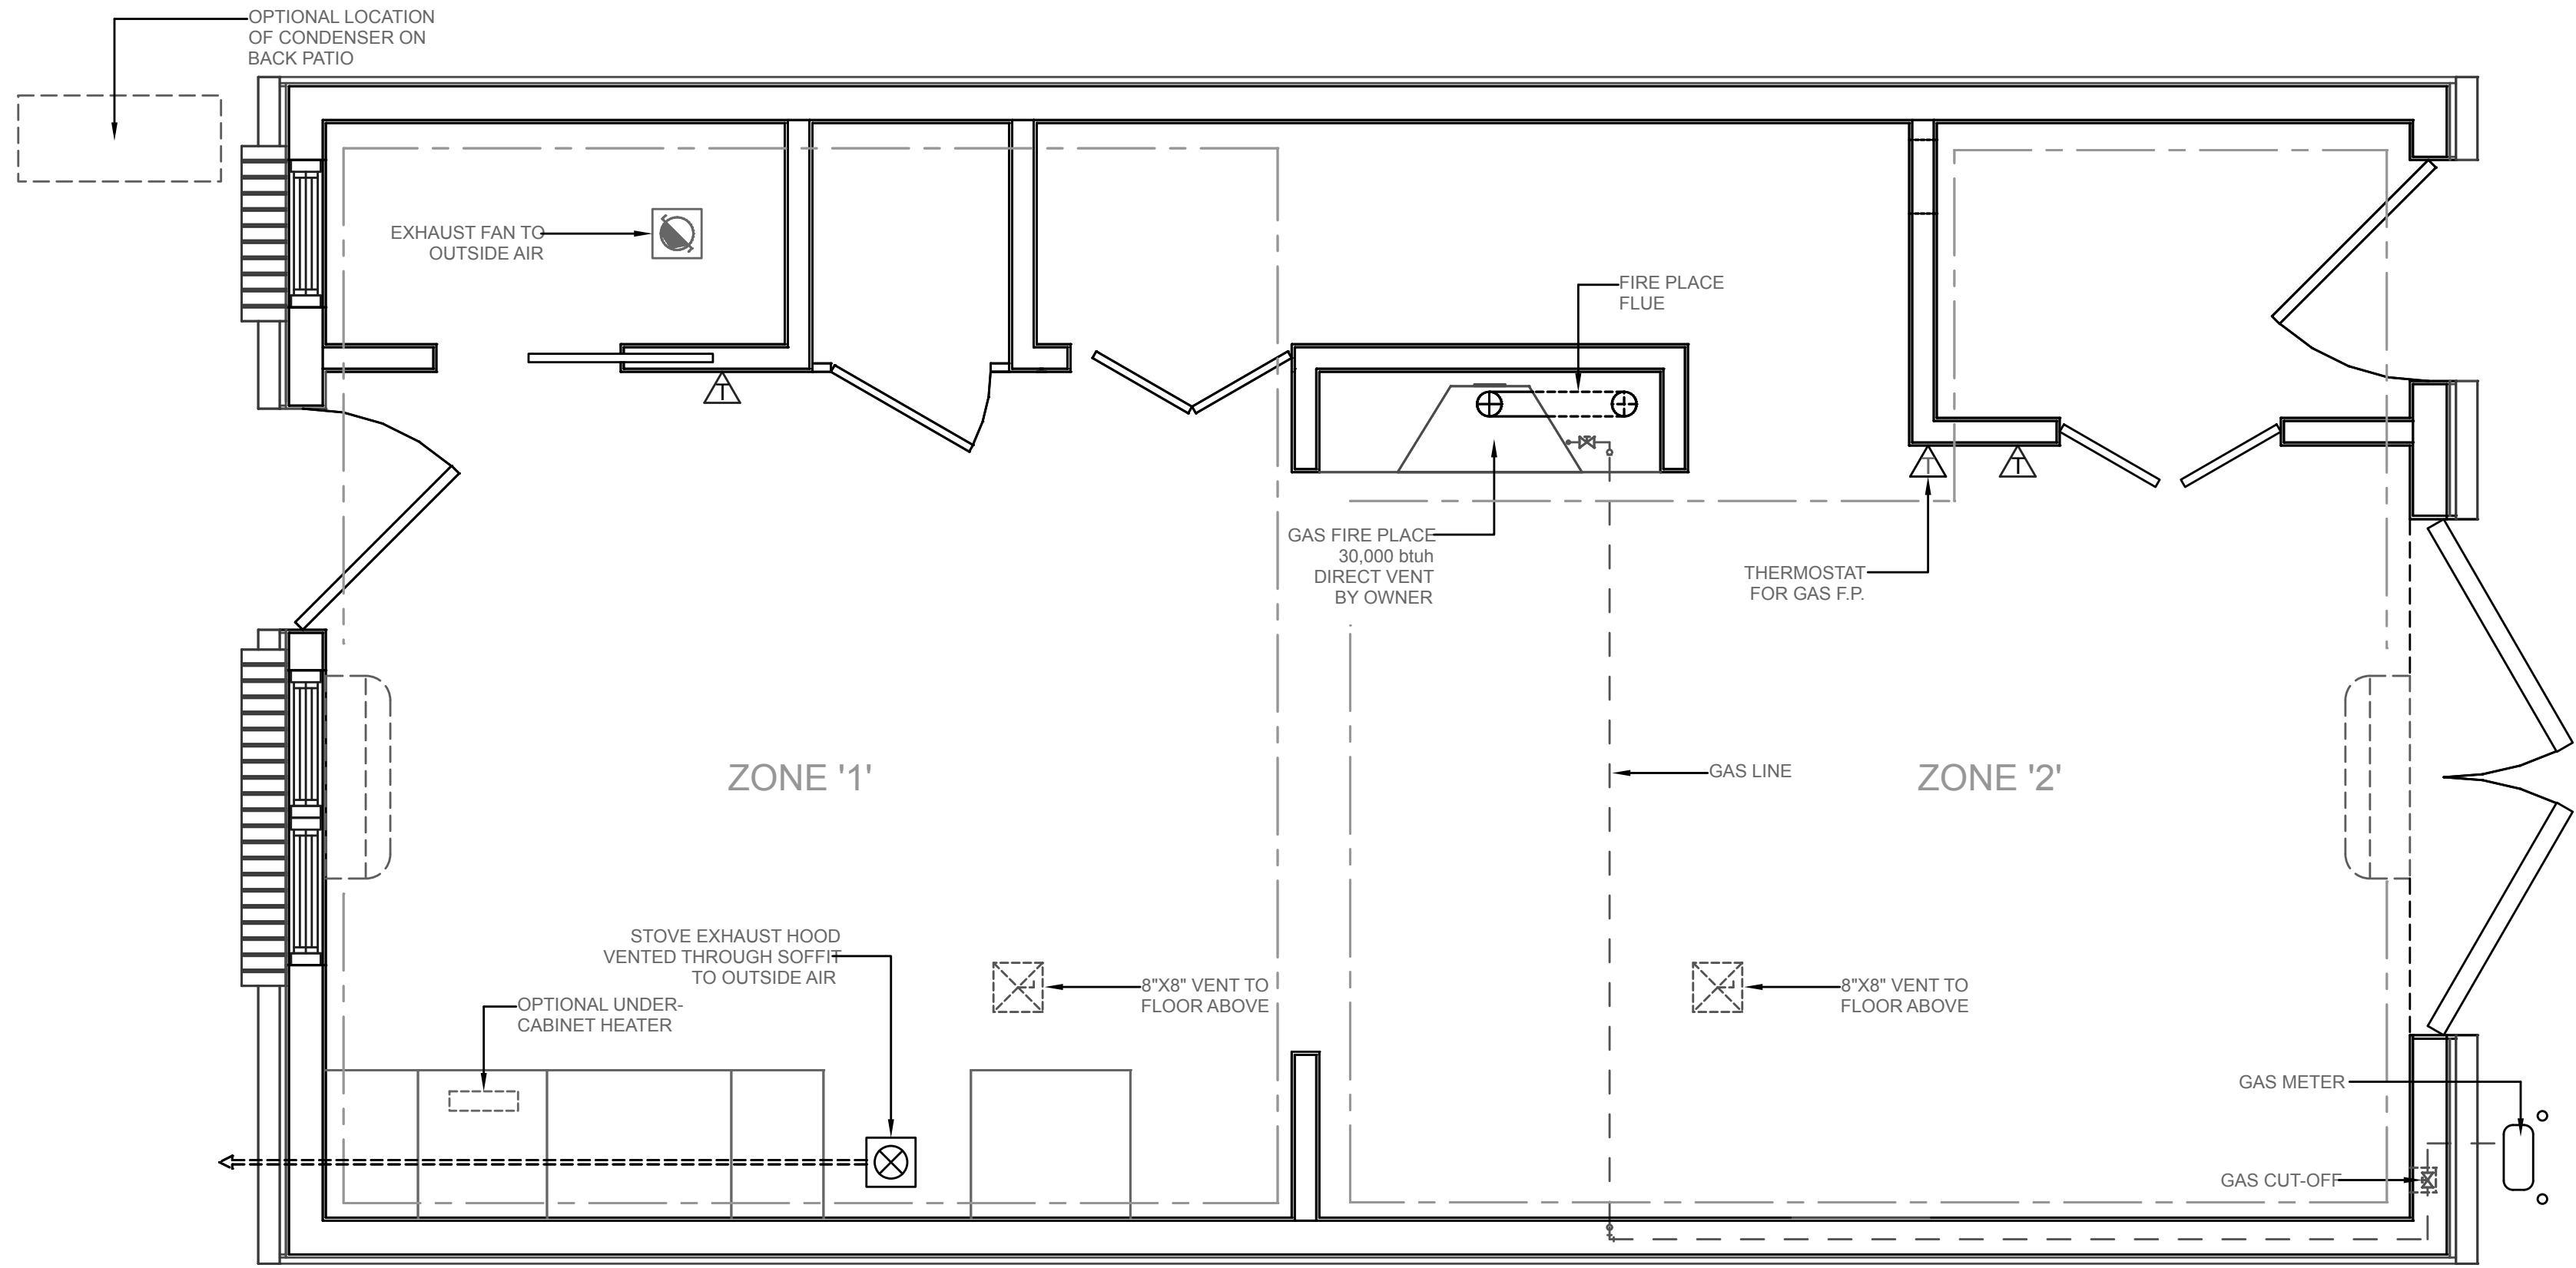 OPTIONAL LOCATION
OF CONDENSER ON
BACK PATIO
EXHAUST FAN TO
OUTSIDE AIR
FIRE PLACE
FLUE
T
T
T
GAS FIRE PLACE
30,000 btuh
DIRECT VENT
BY OWNER
THERMOSTAT
FOR GAS F.P.
ZONE '1'
GAS LINE
ZONE '2'
STOVE EXHAUST HOOD
VENTED THROUGH SOFFIT
TO OUTSIDE AIR
OPTIONAL UNDER-
CABINET HEATER
8"X8" VENT TO
FLOOR ABOVE
8"X8" VENT TO
FLOOR ABOVE
GAS METER
GAS CUT-OFF